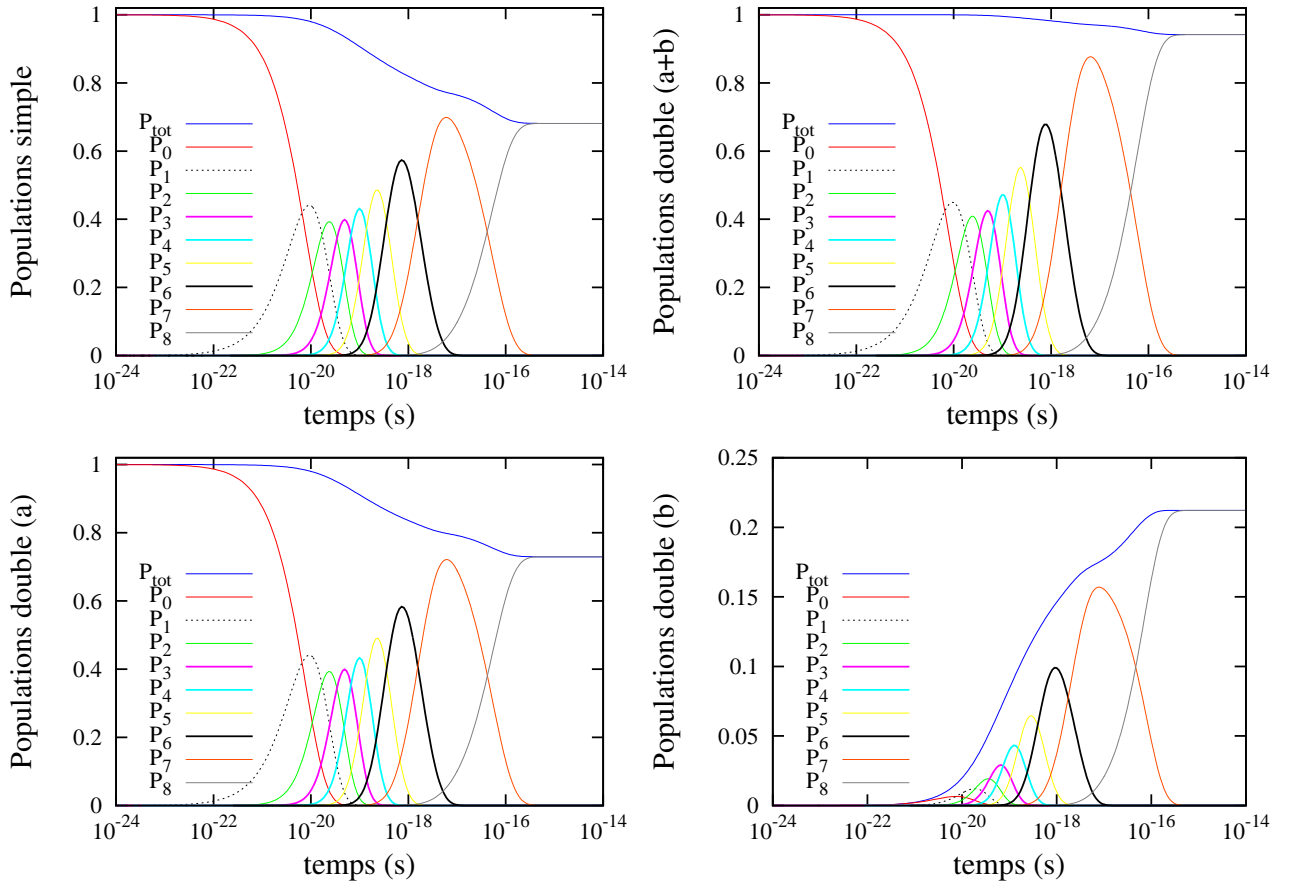 Populations simple
1
0.8
0.6
0.4
0.2
0
P_tot
P_0
P_1
P_2
P_3
P_4
P_5
P_6
P_7
P_8
10^-24
10^-22
10^-20
10^-18
10^-16
10^-14
temps (s)
Populations double (a+b)
1
0.8
0.6
0.4
0.2
0
P_tot
P_0
P_1
P_2
P_3
P_4
P_5
P_6
P_7
P_8
10^-24
10^-22
10^-20
10^-18
10^-16
10^-14
temps (s)
Populations double (a)
1
0.8
0.6
0.4
0.2
0
P_tot
P_0
P_1
P_2
P_3
P_4
P_5
P_6
P_7
P_8
10^-24
10^-22
10^-20
10^-18
10^-16
10^-14
temps (s)
Populations double (b)
0.25
0.2
0.15
0.1
0.05
0
P_tot
P_0
P_1
P_2
P_3
P_4
P_5
P_6
P_7
P_8
10^-24
10^-22
10^-20
10^-18
10^-16
10^-14
temps (s)